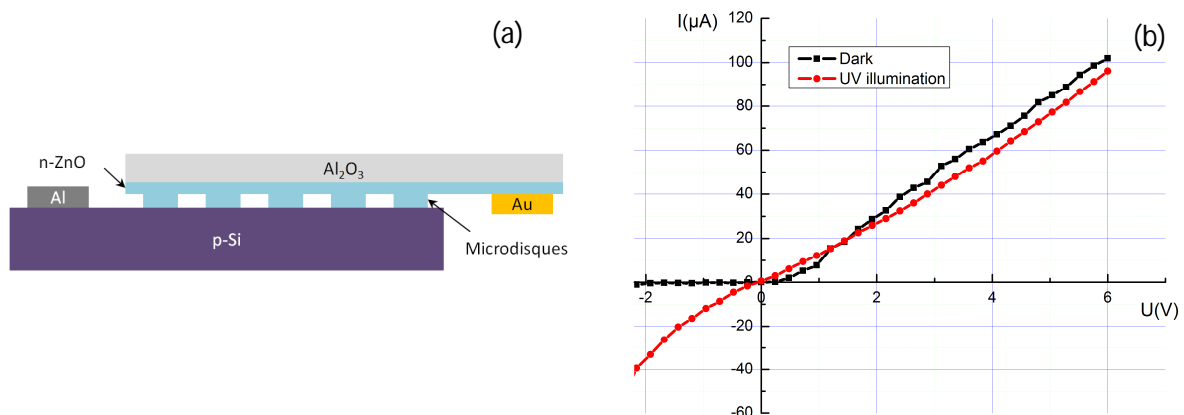 (a)
n-ZnO
Al₂O₃
Al
Au
p-Si
Microdisques
(b)
I(µA)
Dark
UV illumination
120
100
80
60
40
20
0
-20
-40
-60
-2 0 2 4 6
U(V)